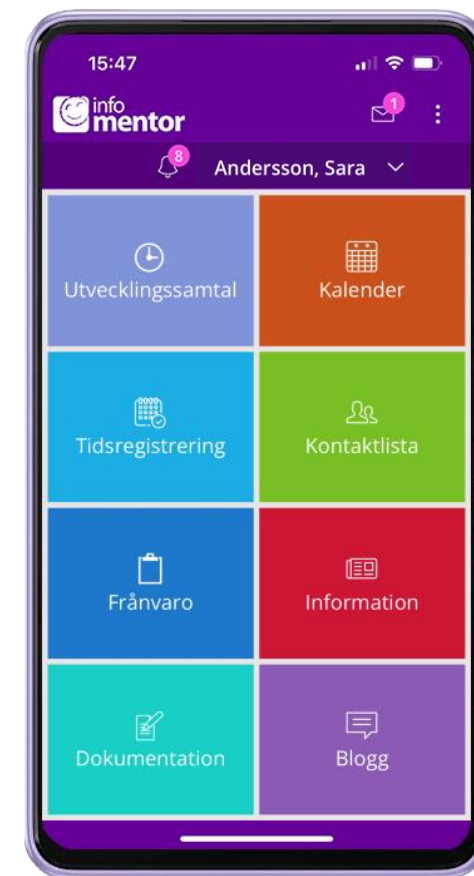 15:47
info
mentor
1
8
Andersson, Sara
Utvecklingssamtal
Kalender
Tidsregistrering
Kontaktlista
Frånvaro
Information
Dokumentation
Blogg